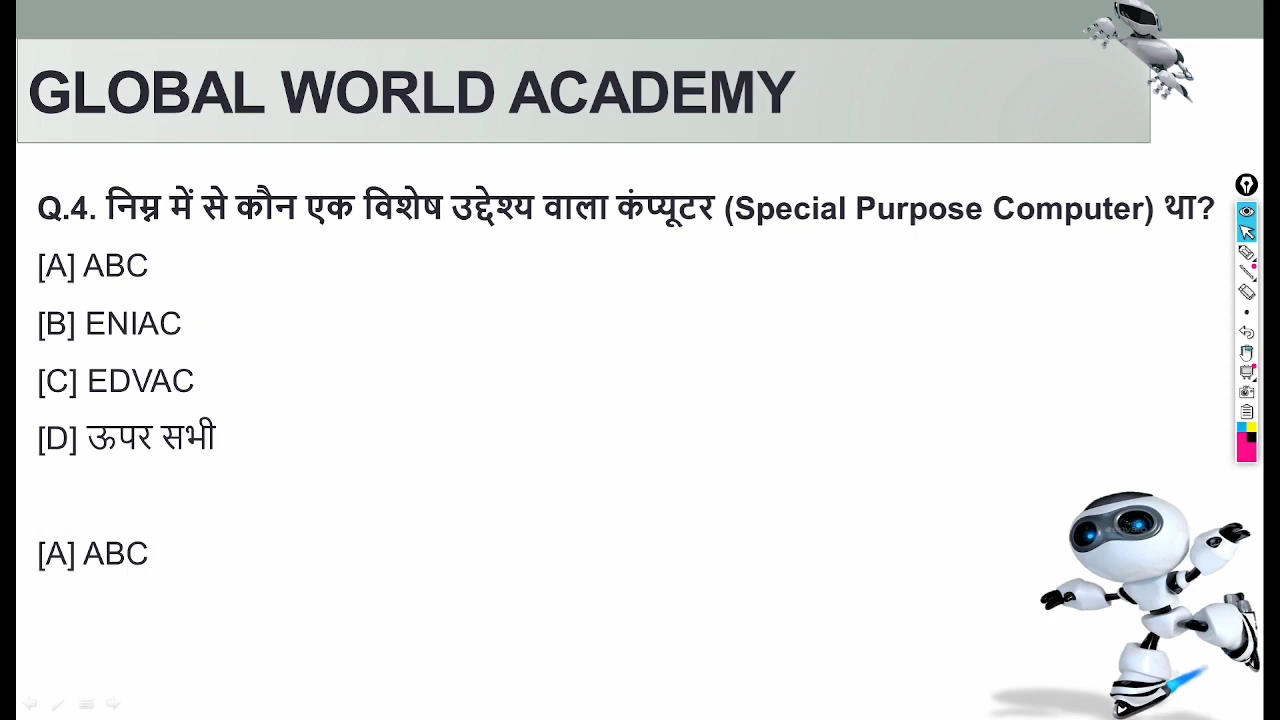 GLOBAL WORLD ACADEMY
Q.4. निम्न में से कौन एक विशेष उद्देश्य वाला कंप्यूटर (Special Purpose Computer) था?
[A] ABC
[B] ENIAC
[C] EDVAC
[D] ऊपर सभी
[A] ABC